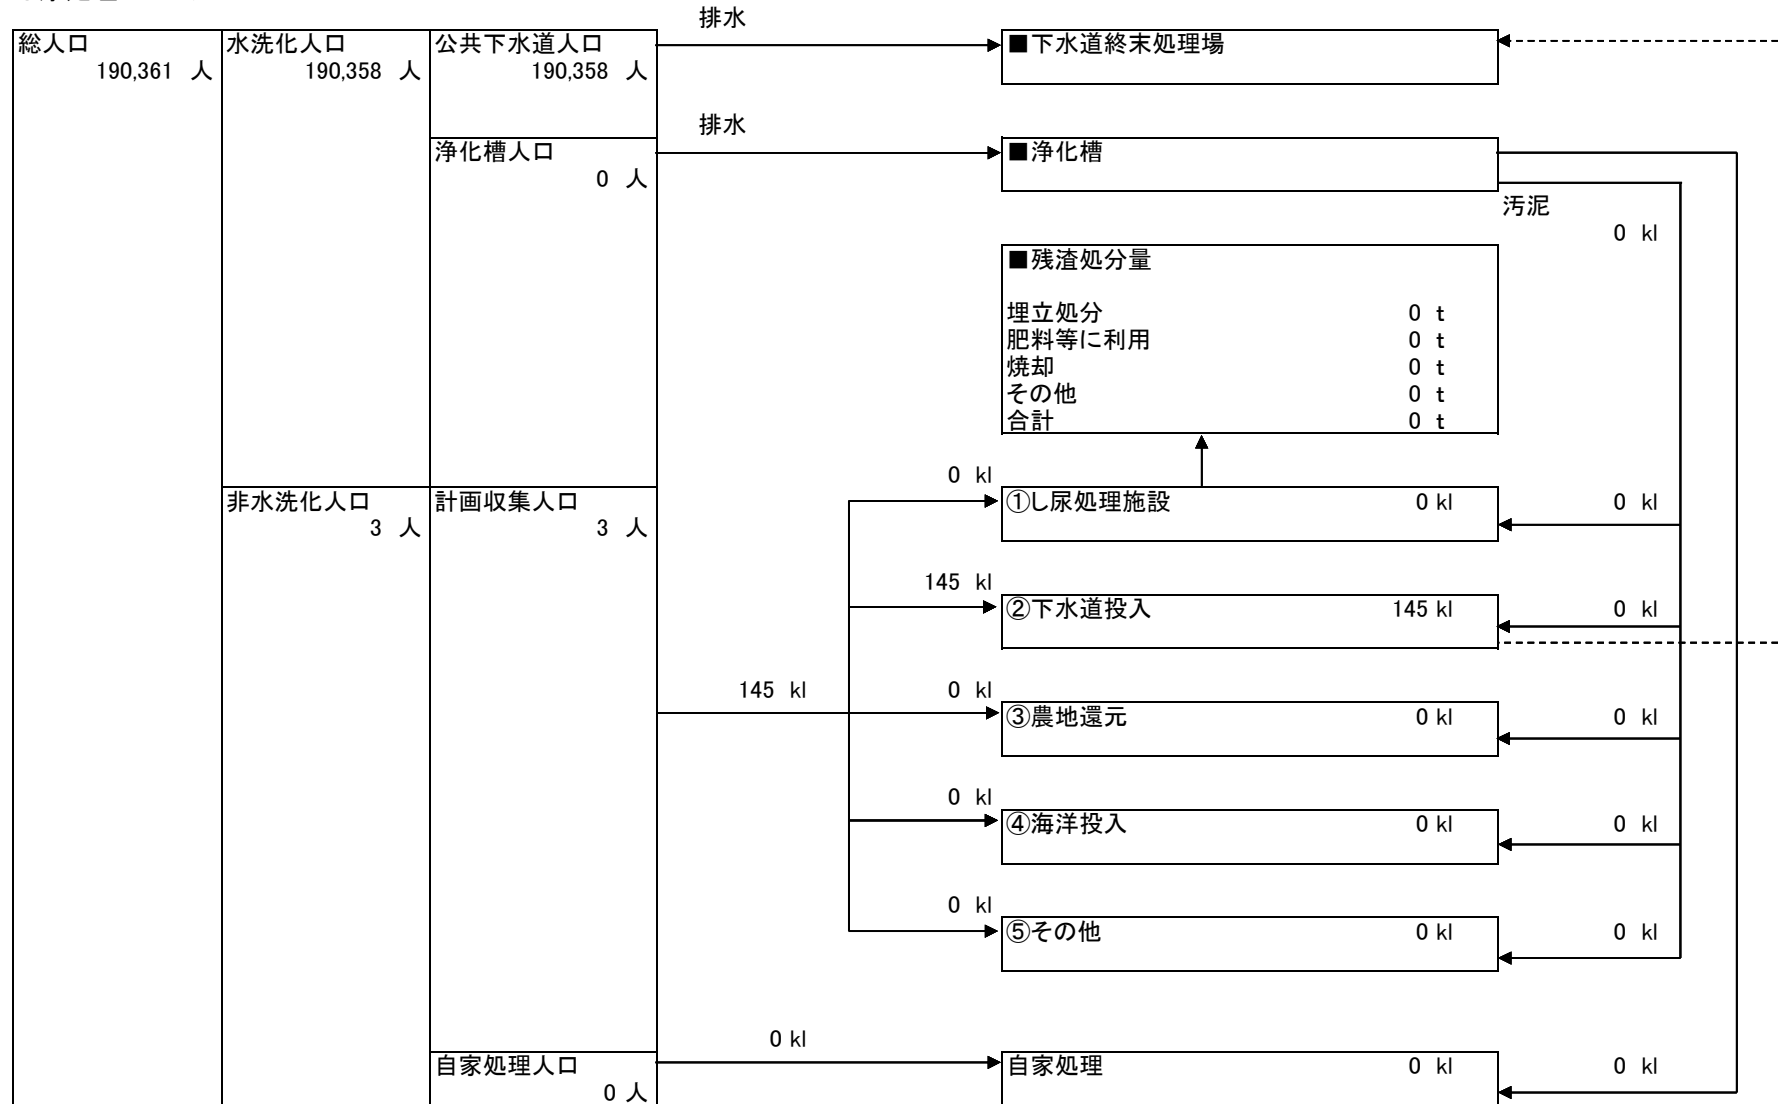 排水
総人口
190,361 人
水洗化人口
190,358 人
公共下水道人口
190,358 人
■下水道終末処理場
排水
浄化槽人口
0 人
■浄化槽
汚泥
0 kl
■残渣処分量
埋立処分 0 t
肥料等に利用 0 t
焼却 0 t
その他 0 t
合計 0 t
非水洗化人口
3 人
計画収集人口
3 人
0 kl
①し尿処理施設 0 kl
0 kl
145 kl
②下水道投入 145 kl
0 kl
145 kl
0 kl
③農地還元 0 kl
0 kl
0 kl
④海洋投入 0 kl
0 kl
0 kl
⑤その他 0 kl
0 kl
自家処理人口
0 人
0 kl
自家処理 0 kl
0 kl